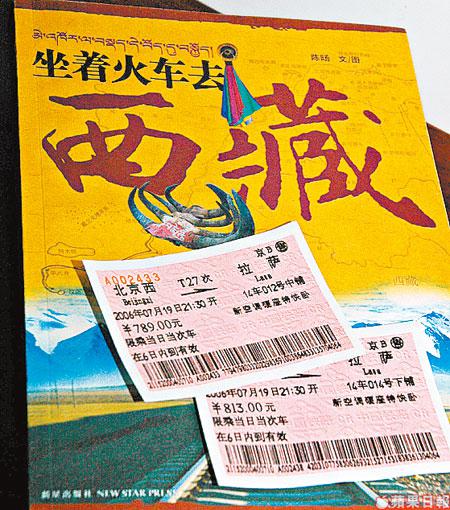 坐着火车去
陈旸 文/图
西藏
西藏
A002433
京B
北京西 T27次 拉萨
Lasa
2006年07月19日21:30开 14车012号中铺
￥789.00元 新空调硬座特快卧
限乘当日当次车
在6日内到有效
京B
拉萨
Lasa
2006年07月19日21:30开 14车014号下铺
￥813.00元 新空调硬座特快卧
限乘当日当次车
在6日内到有效
新星出版社 NEW STAR PRESS
蘋果日報